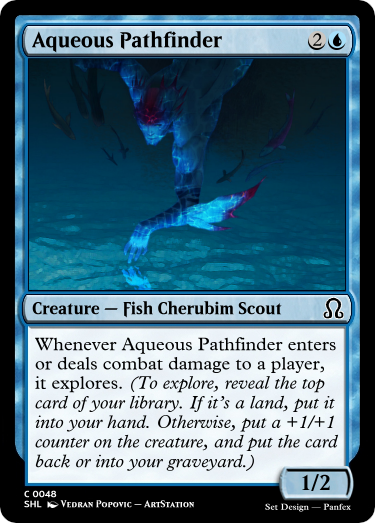 Aqueous Pathfinder 2
Creature — Fish Cherubim Scout
Whenever Aqueous Pathfinder enters
or deals combat damage to a player,
it explores. (To explore, reveal the top
card of your library. If it's a land, put it
into your hand. Otherwise, put a +1/+1
counter on the creature, and put the card
back or into your graveyard.)
1/2
C 0048
SHL Vedran Popovic — ArtStation
Set Design — Panfex